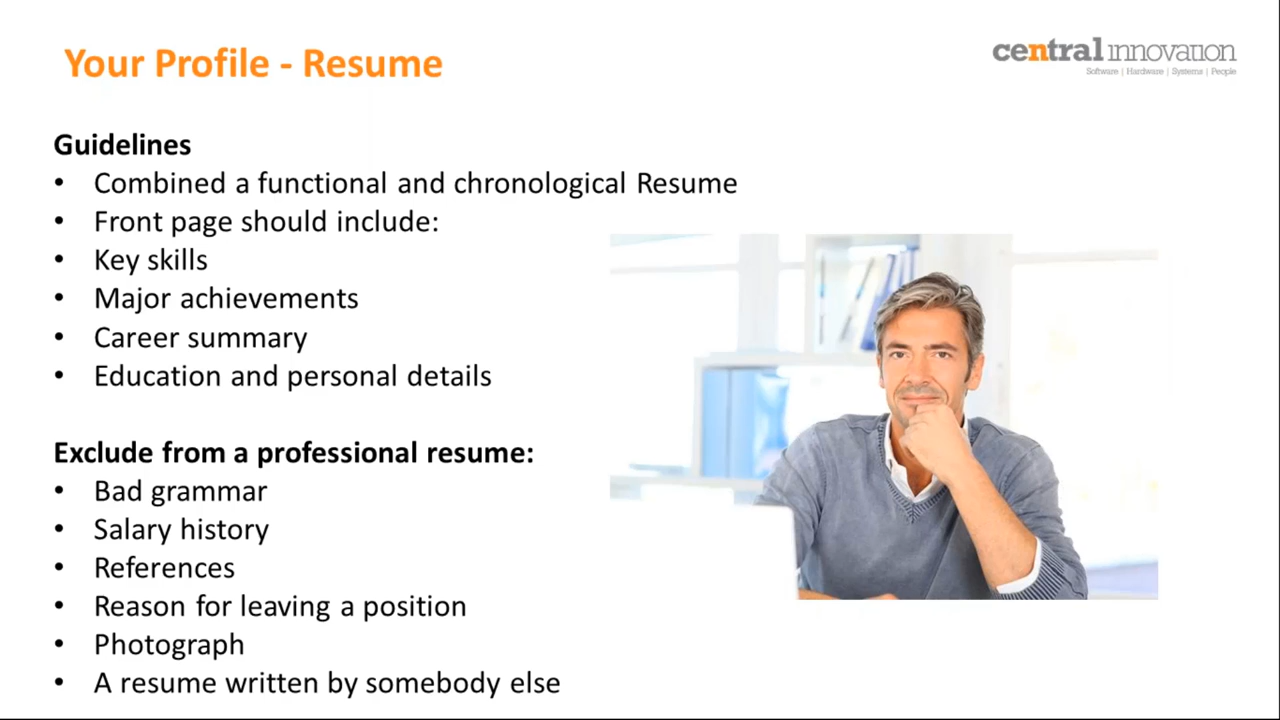 Your Profile - Resume
central innovation
Software | Hardware | Systems | People
Guidelines
• Combined a functional and chronological Resume
• Front page should include:
• Key skills
• Major achievements
• Career summary
• Education and personal details
Exclude from a professional resume:
• Bad grammar
• Salary history
• References
• Reason for leaving a position
• Photograph
• A resume written by somebody else